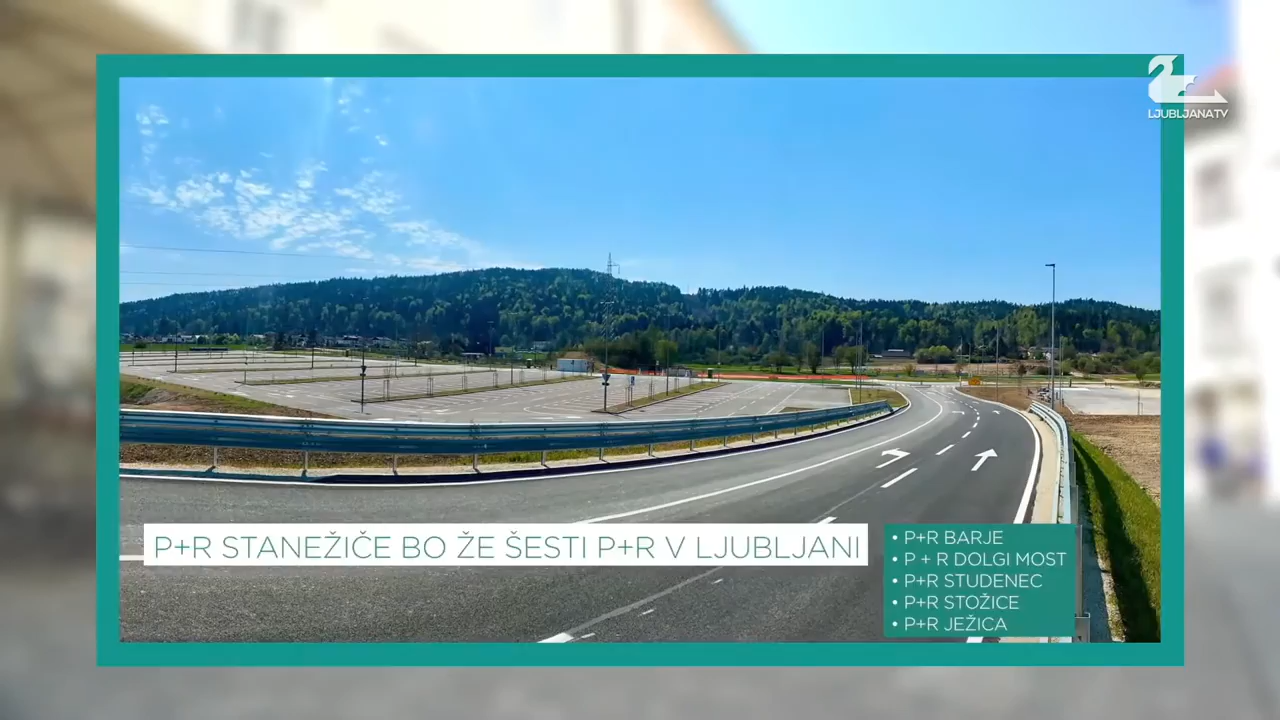 LJUBLJANATV
P+R STANEŽIČE BO ŽE ŠESTI P+R V LJUBLJANI
• P+R BARJE
• P + R DOLGI MOST
• P+R STUDENEC
• P+R STOŽICE
• P+R JEŽICA